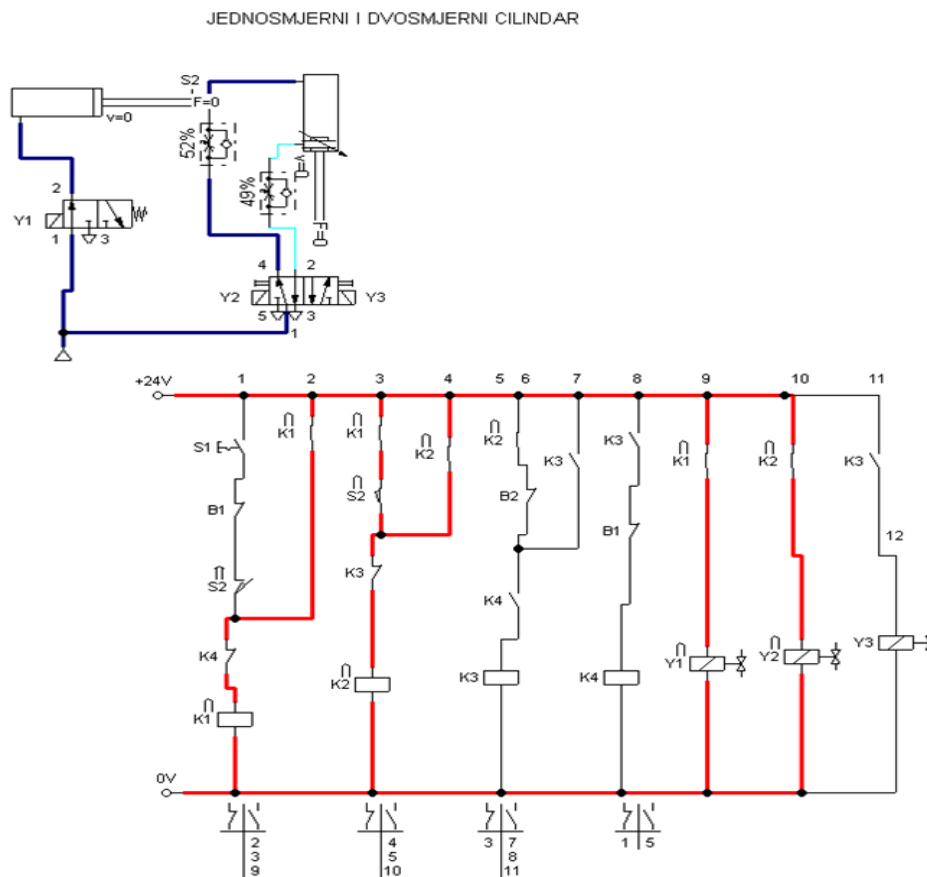 JEDNOSMJERNI I DVOSMJERNI CILINDAR
S2
F=0
v=0
52%
v=0
49%
F=0
2
Y1
1 3
4 2
Y2 Y3
5 3
1
+24V 1 2 3 4 5 6 7 8 9 10 11
S1 K1 K1 K2 K2 K3 K3 K1 K2 K3
B1 S2 B2 B1
S2 K3 K4 12
K4 K2 K3 K4 Y1 Y2 Y3
K1
0V
2 4 3 7 1 5
3 5 8
9 10 11